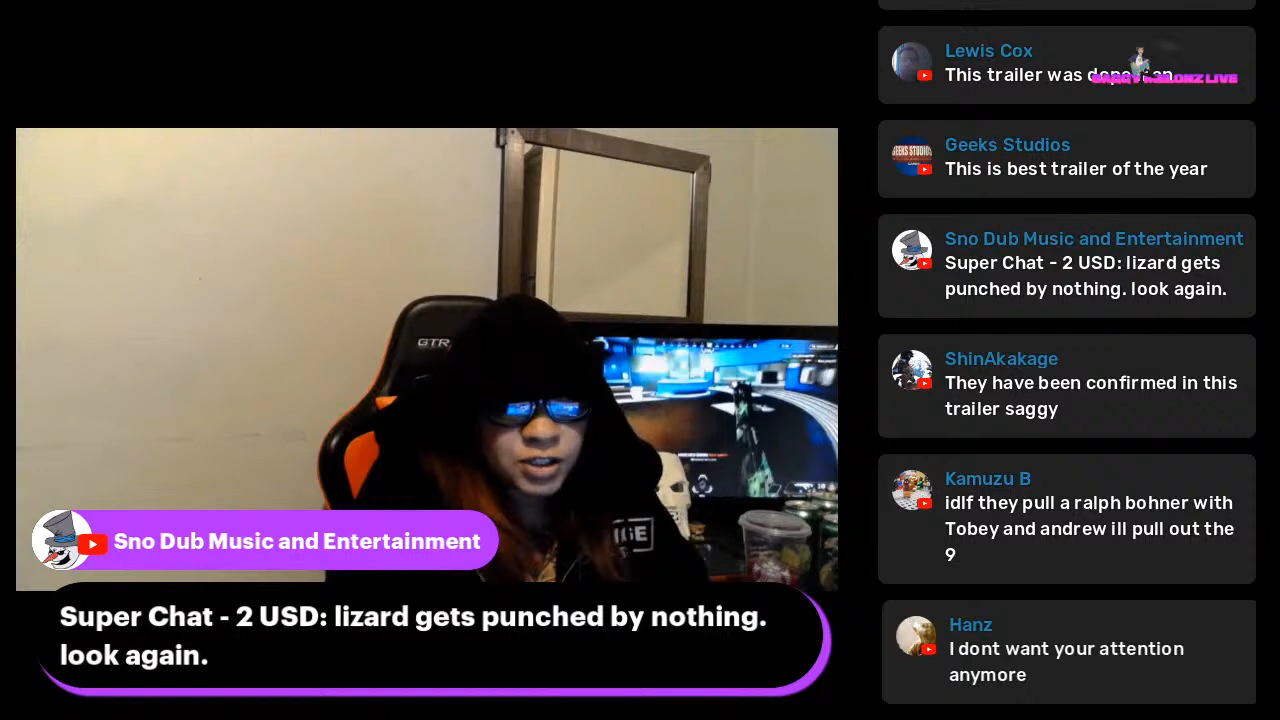 Lewis Cox
This trailer was
SAGGY MELONZ LIVE
Geeks Studios
This is best trailer of the year
Sno Dub Music and Entertainment
Super Chat - 2 USD: lizard gets
punched by nothing. look again.
ShinAkakage
They have been confirmed in this
trailer saggy
Kamuzu B
idlf they pull a ralph bohner with
Tobey and andrew ill pull out the
9
Hanz
I dont want your attention
anymore
GTR
Sno Dub Music and Entertainment
Super Chat - 2 USD: lizard gets punched by nothing.
look again.